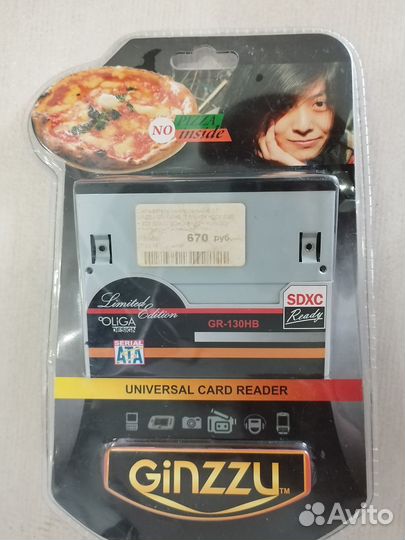 NO PIZZA
inside
670 руб.
Limited
Edition
OLIGA
GR-130HB
SDXC
Ready
SERIAL
ATA
UNIVERSAL CARD READER
GiNZZU TM
Avito